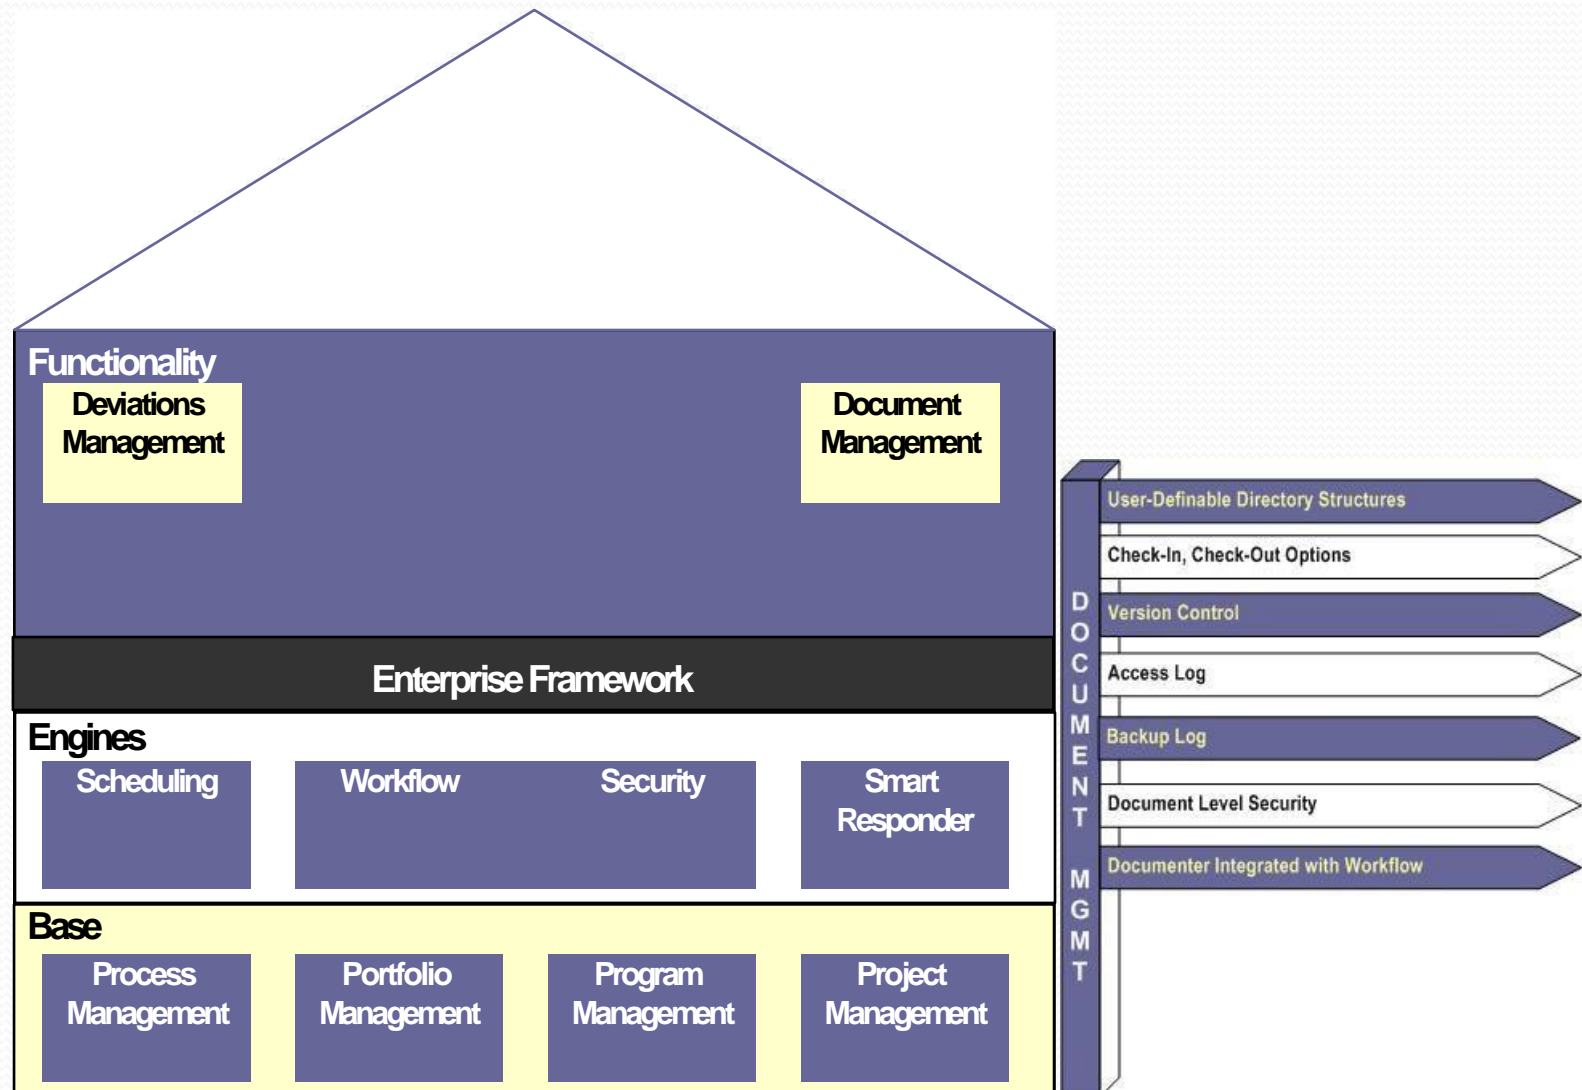 Functionality
Deviations
Management
Document
Management
Enterprise Framework
Engines
Scheduling
Workflow
Security
Smart
Responder
Base
Process
Management
Portfolio
Management
Program
Management
Project
Management
DOCUMENT MGMT
User-Definable Directory Structures
Check-In, Check-Out Options
Version Control
Access Log
Backup Log
Document Level Security
Documenter Integrated with Workflow